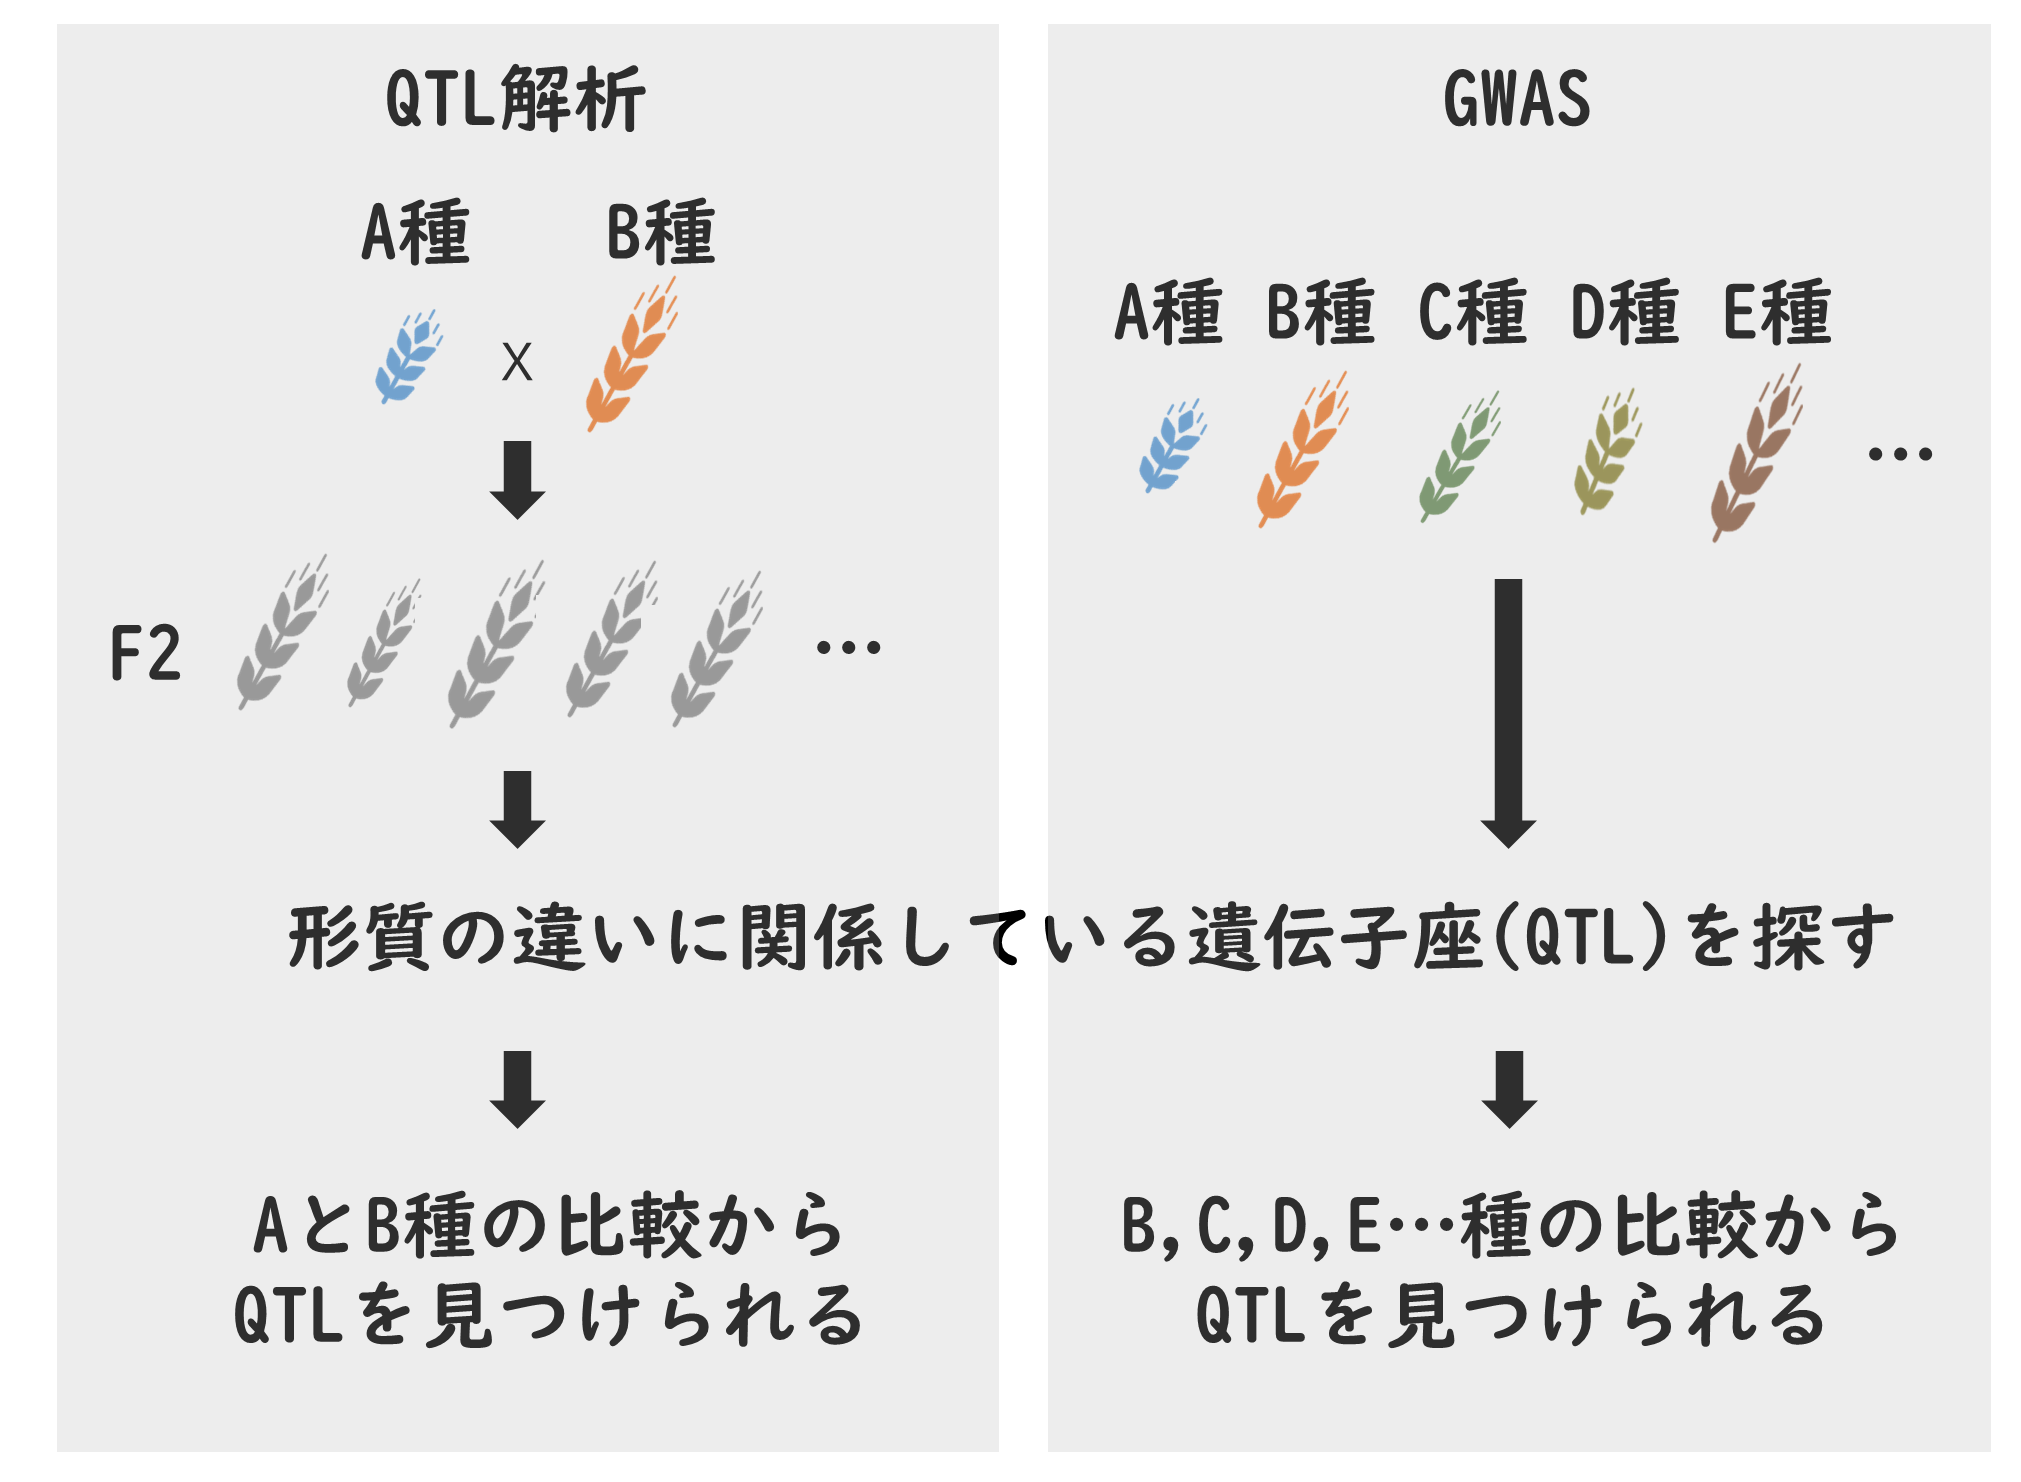 QTL解析
A種 B種
X
F2
…
GWAS
A種 B種 C種 D種 E種
…
形質の違いに関係している遺伝子座(QTL)を探す
AとB種の比較から
QTLを見つけられる
B,C,D,E…種の比較から
QTLを見つけられる